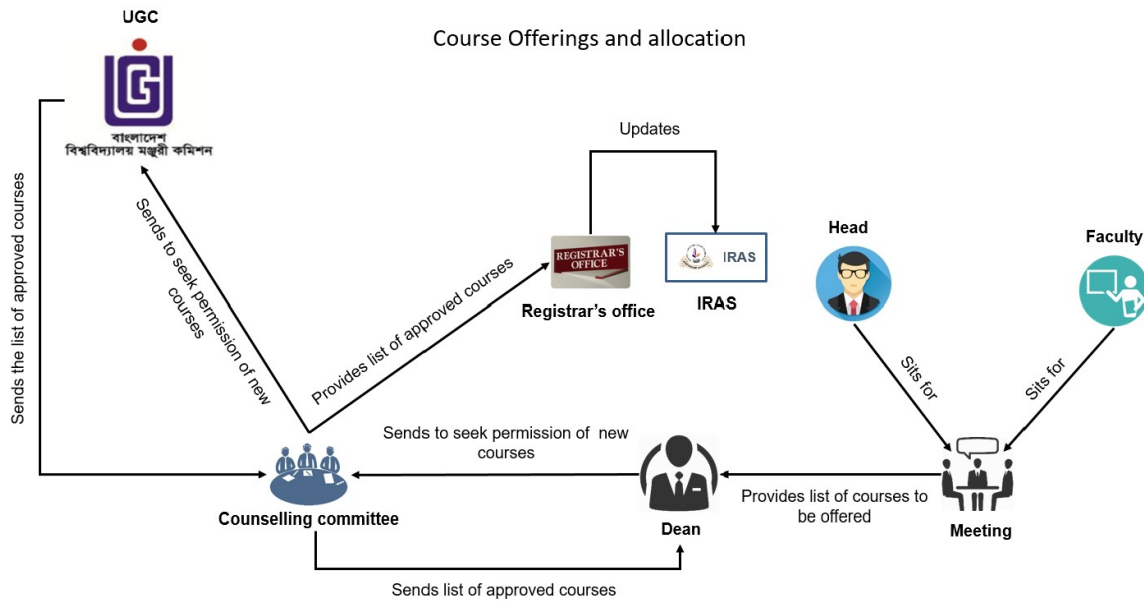 UGC
Course Offerings and allocation
UGC
বাংলাদেশ
বিশ্ববিদ্যালয় মঞ্জুরী কমিশন
Updates
Sends the list of approved courses
Sends to seek permission of new
courses
Provides list of approved courses
REGISTRAR'S
OFFICE
Registrar's office
IRAS
IRAS
Head
Faculty
Sits for
Sits for
Sends to seek permission of new
courses
Counselling committee
Dean
Provides list of courses to
be offered
Meeting
Sends list of approved courses